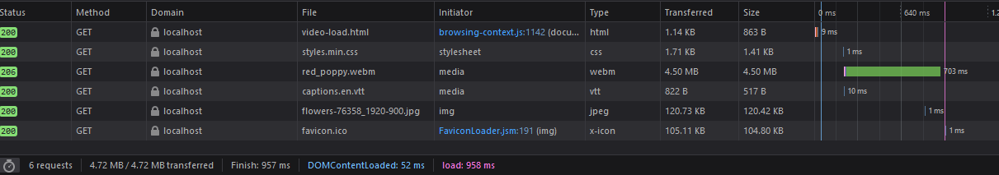 Status Method Domain File Initiator Type Transferred Size 0 ms 640 ms 1.2
200 GET localhost video-load.html browsing-context.js:1142 (docu... html 1.14 KB 863 B 9 ms
200 GET localhost styles.min.css stylesheet css 1.71 KB 1.41 KB 1 ms
206 GET localhost red_poppy.webm media webm 4.50 MB 4.50 MB 703 ms
200 GET localhost captions.en.vtt media vtt 822 B 517 B 10 ms
200 GET localhost flowers-76358_1920-900.jpg img jpeg 120.73 KB 120.42 KB 1 ms
200 GET localhost favicon.ico FaviconLoader.jsm:191 (img) x-icon 105.11 KB 104.80 KB 1 ms
6 requests 4.72 MB / 4.72 MB transferred Finish: 957 ms DOMContentLoaded: 52 ms load: 958 ms